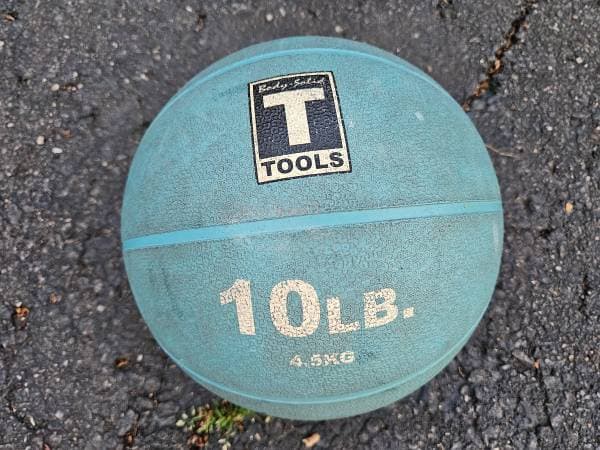 Body-Solid
T
TOOLS
10LB.
4.5KG